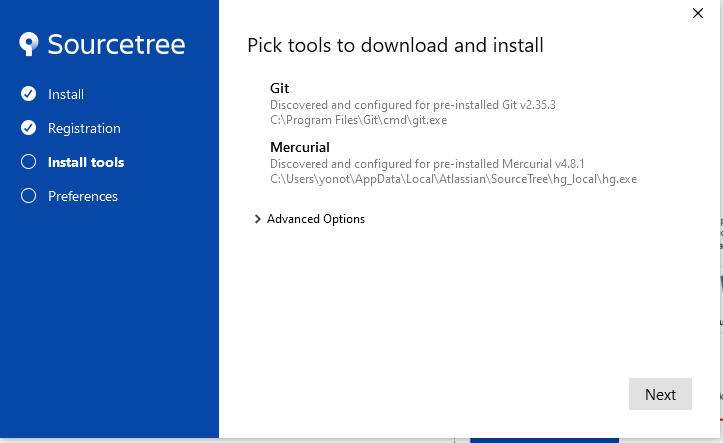 Sourcetree
Install
Registration
Install tools
Preferences
Pick tools to download and install
Git
Discovered and configured for pre-installed Git v2.35.3
C:\Program Files\Git\cmd\git.exe
Mercurial
Discovered and configured for pre-installed Mercurial v4.8.1
C:\Users\yonot\AppData\Local\Atlassian\SourceTree\hg_local\hg.exe
Advanced Options
Next